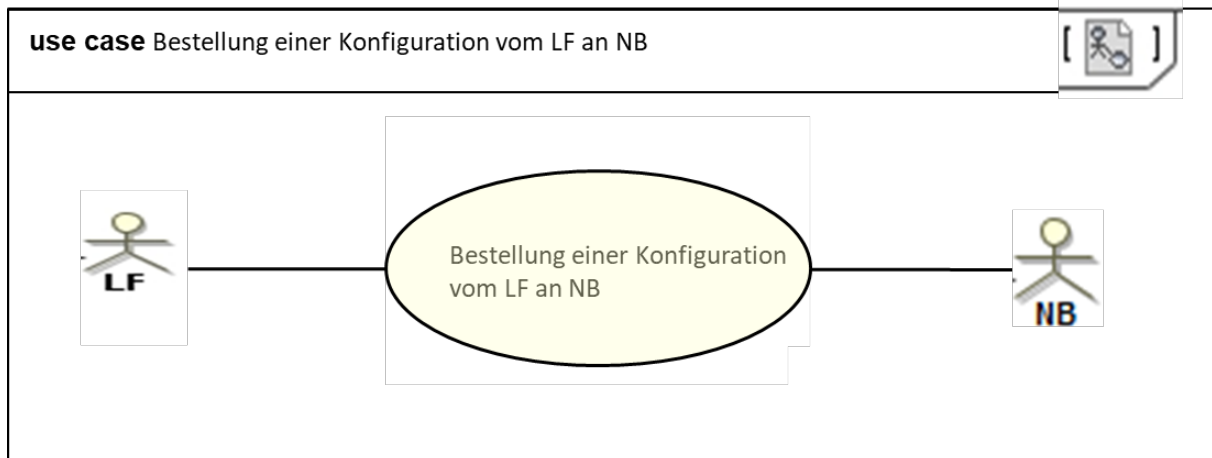 use case Bestellung einer Konfiguration vom LF an NB
[ ]
LF
Bestellung einer Konfiguration
vom LF an NB
NB